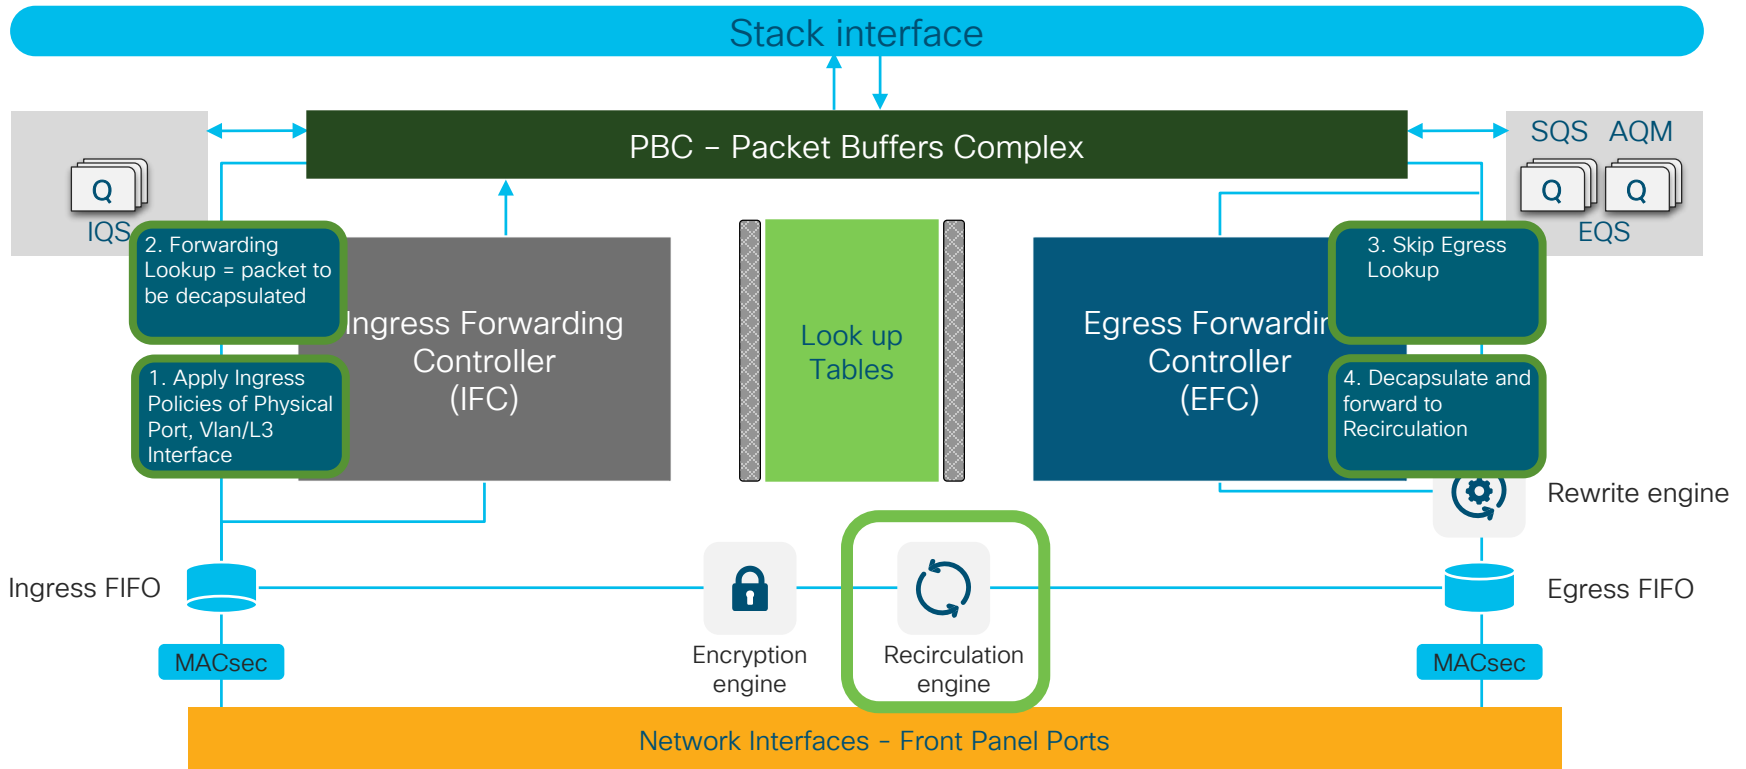 Stack interface
PBC – Packet Buffers Complex
Q
IQS
SQS AQM
Q Q
EQS
2. Forwarding
Lookup = packet to
be decapsulated
1. Apply Ingress
Policies of Physical
Port, Vlan/L3
Interface
Ingress Forwarding
Controller
(IFC)
Look up
Tables
Egress Forwardin
Controller
(EFC)
3. Skip Egress
Lookup
4. Decapsulate and
forward to
Recirculation
Rewrite engine
Ingress FIFO
Egress FIFO
Encryption
engine
Recirculation
engine
MACsec
MACsec
Network Interfaces - Front Panel Ports